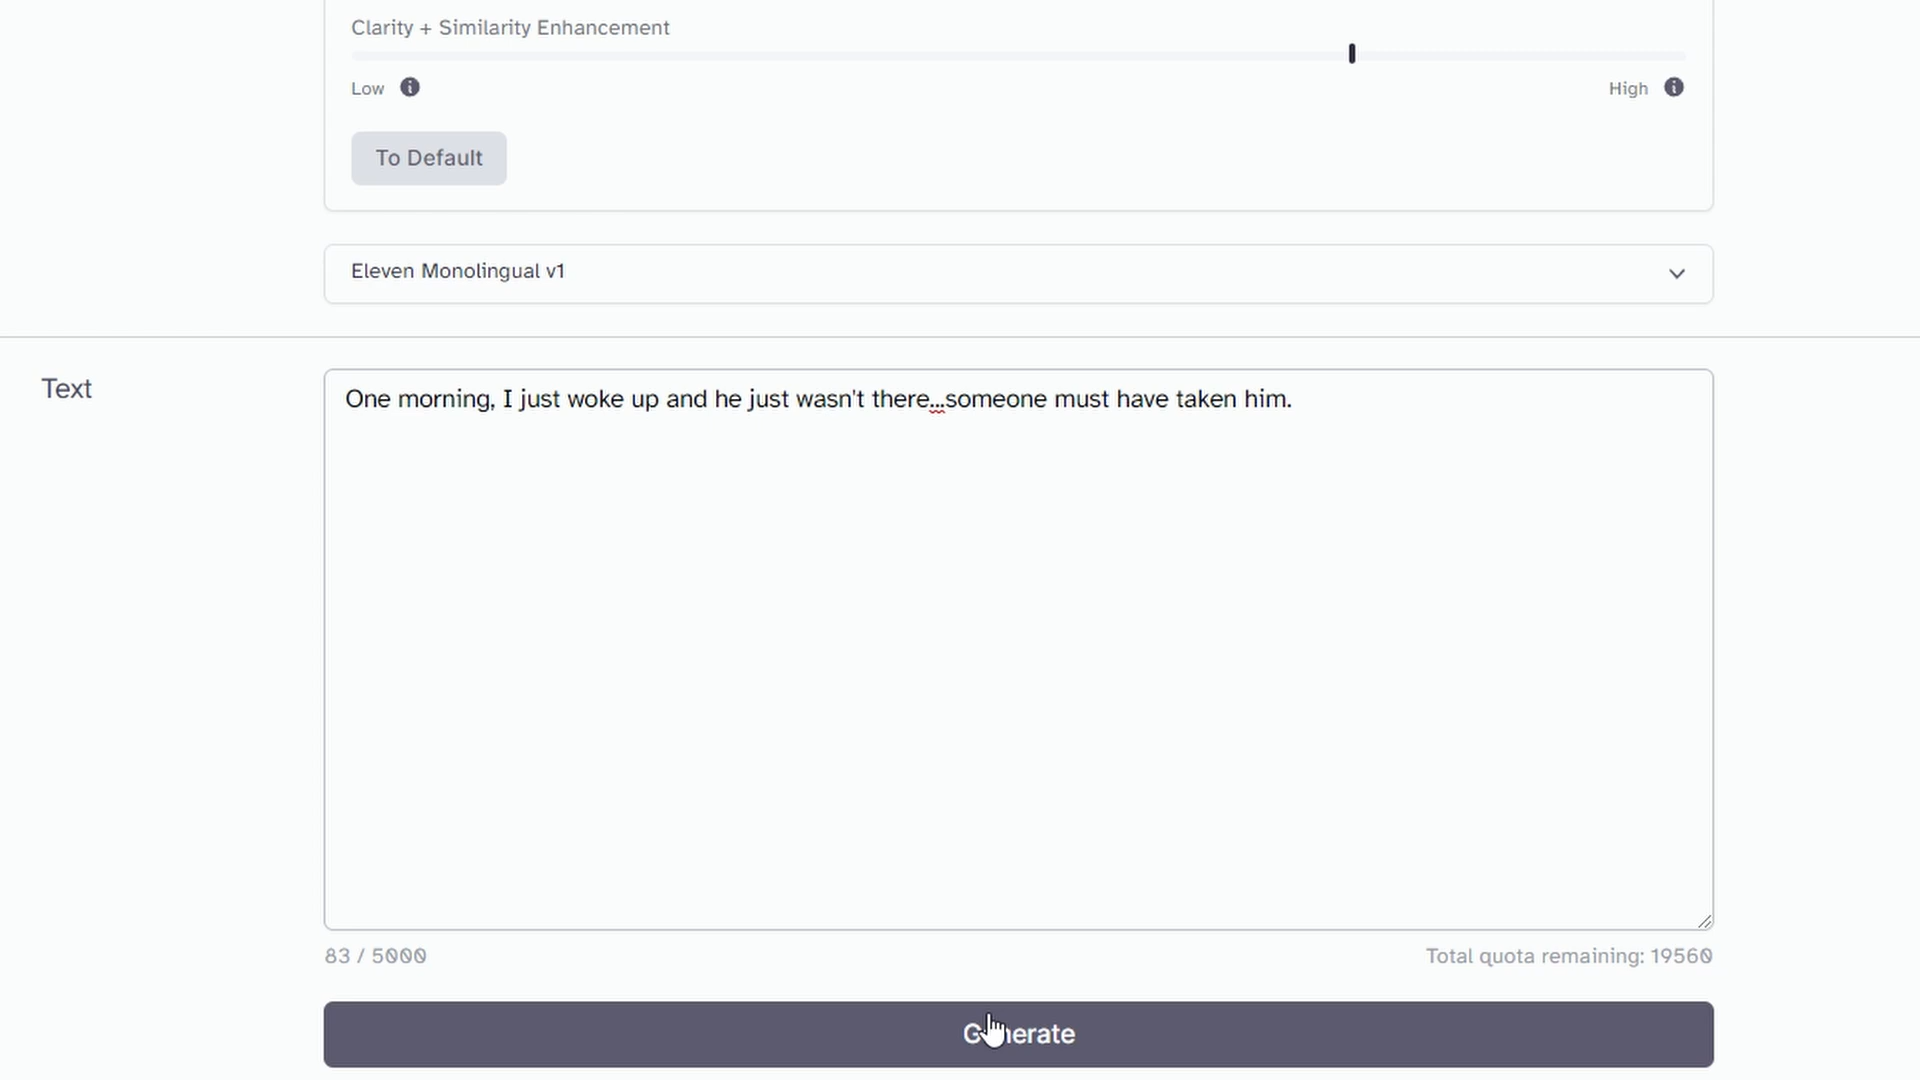 Clarity + Similarity Enhancement
Low
High
To Default
Eleven Monolingual v1
Text
One morning, I just woke up and he just wasn't there...someone must have taken him.
83 / 5000
Total quota remaining: 19560
Generate